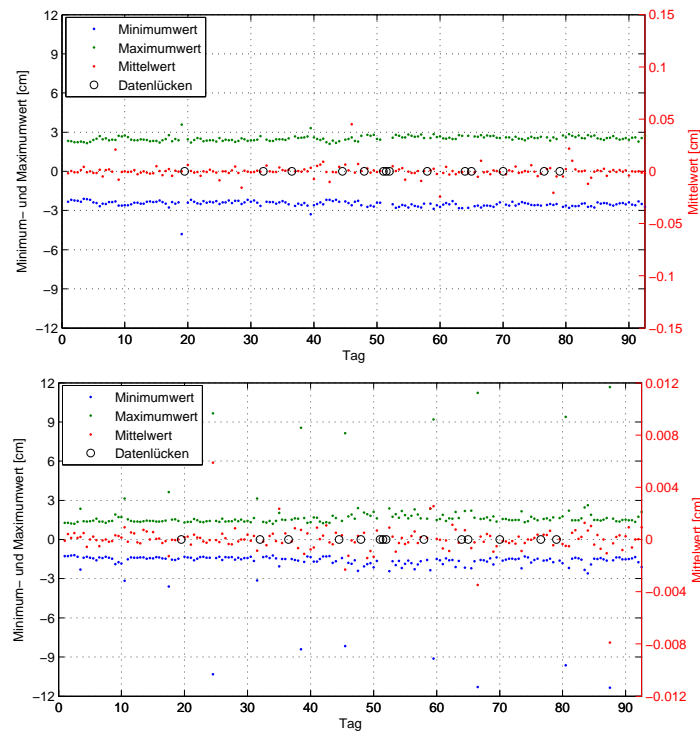 12
9
6
3
0
−3
−6
−9
−12
Minimum− und Maximumwert [cm]
Minimumwert
Maximumwert
Mittelwert
Datenlücken
0.15
0.1
0.05
0
−0.05
−0.1
−0.15
Mittelwert [cm]
0 10 20 30 40 50 60 70 80 90
Tag
12
9
6
3
0
−3
−6
−9
−12
Minimum− und Maximumwert [cm]
Minimumwert
Maximumwert
Mittelwert
Datenlücken
0.012
0.008
0.004
0
−0.004
−0.008
−0.012
Mittelwert [cm]
0 10 20 30 40 50 60 70 80 90
Tag